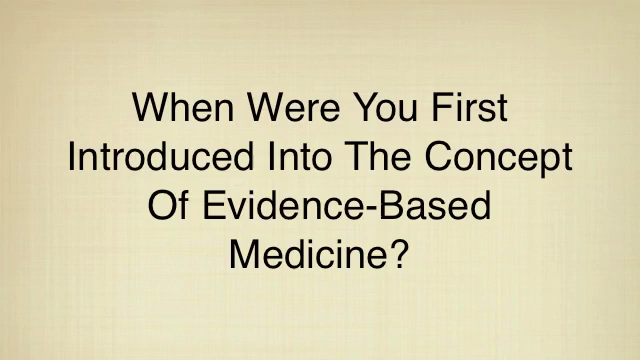 When Were You First
Introduced Into The Concept
Of Evidence-Based
Medicine?